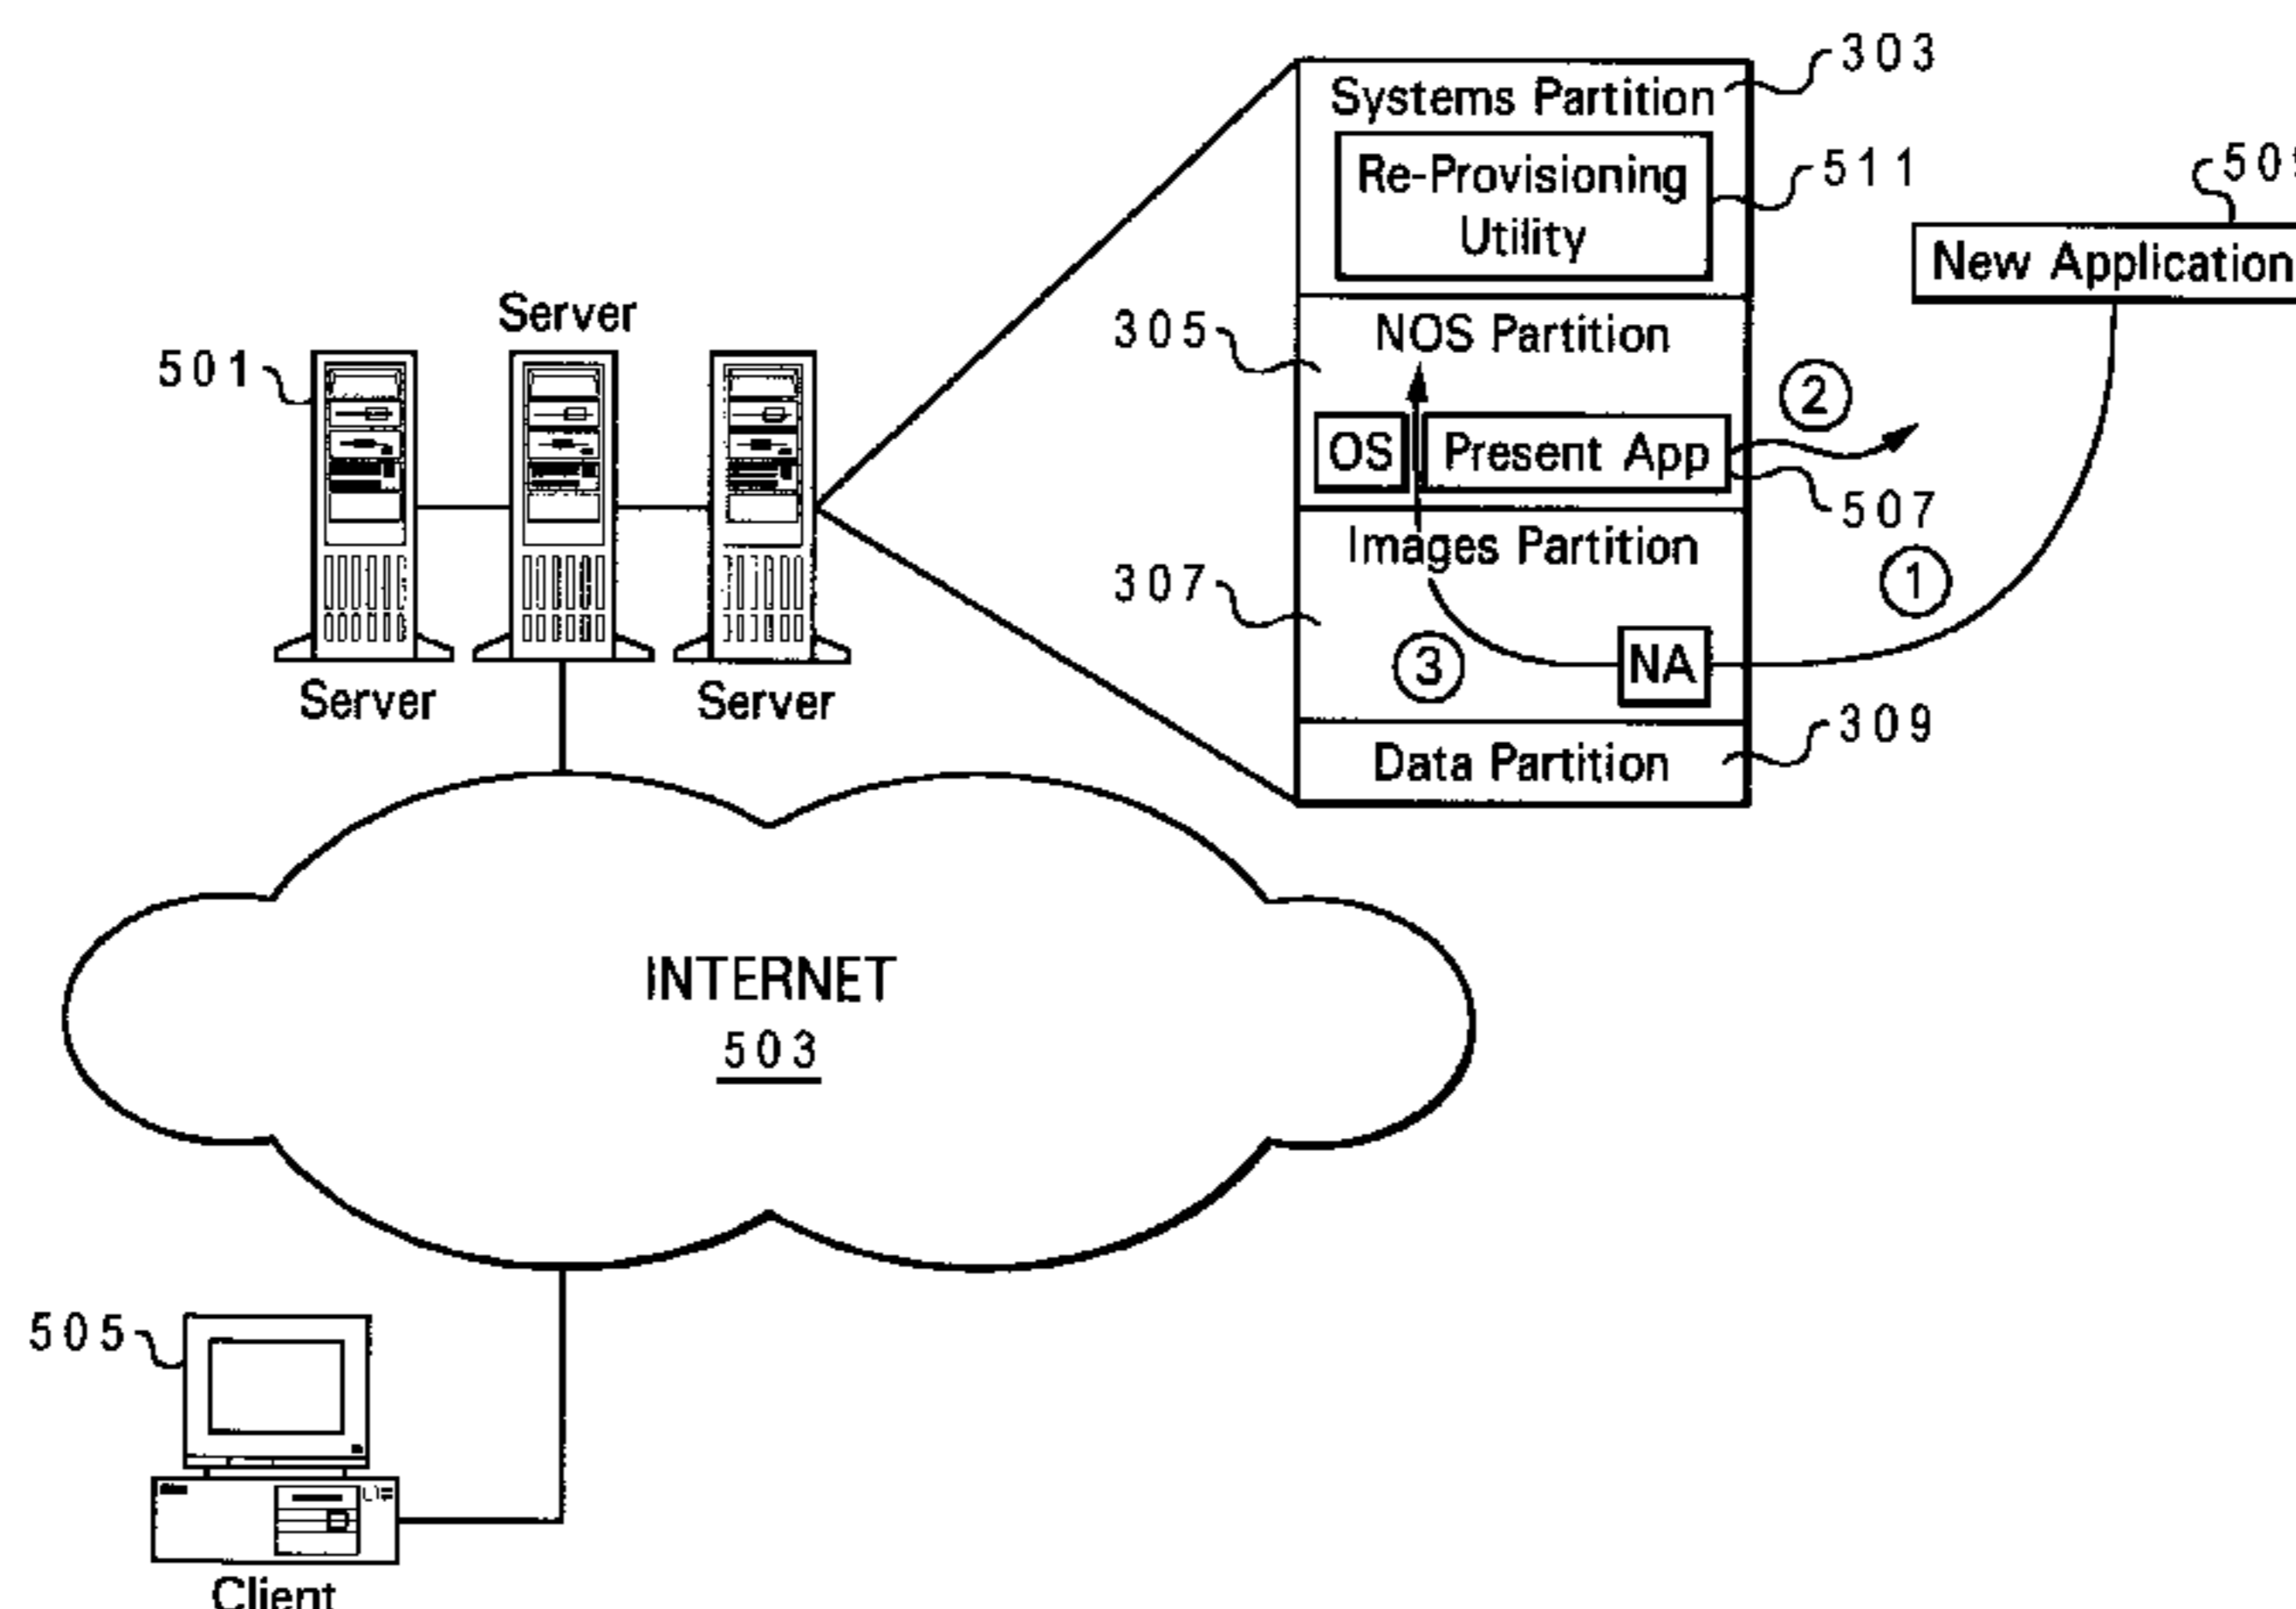 303
Systems Partition
Re-Provisioning
Utility
511
New Application
Server
305
NOS Partition
501
2
OS
Present App
507
Images Partition
307
1
3
NA
Server
Server
309
Data Partition
INTERNET
503
505
Client